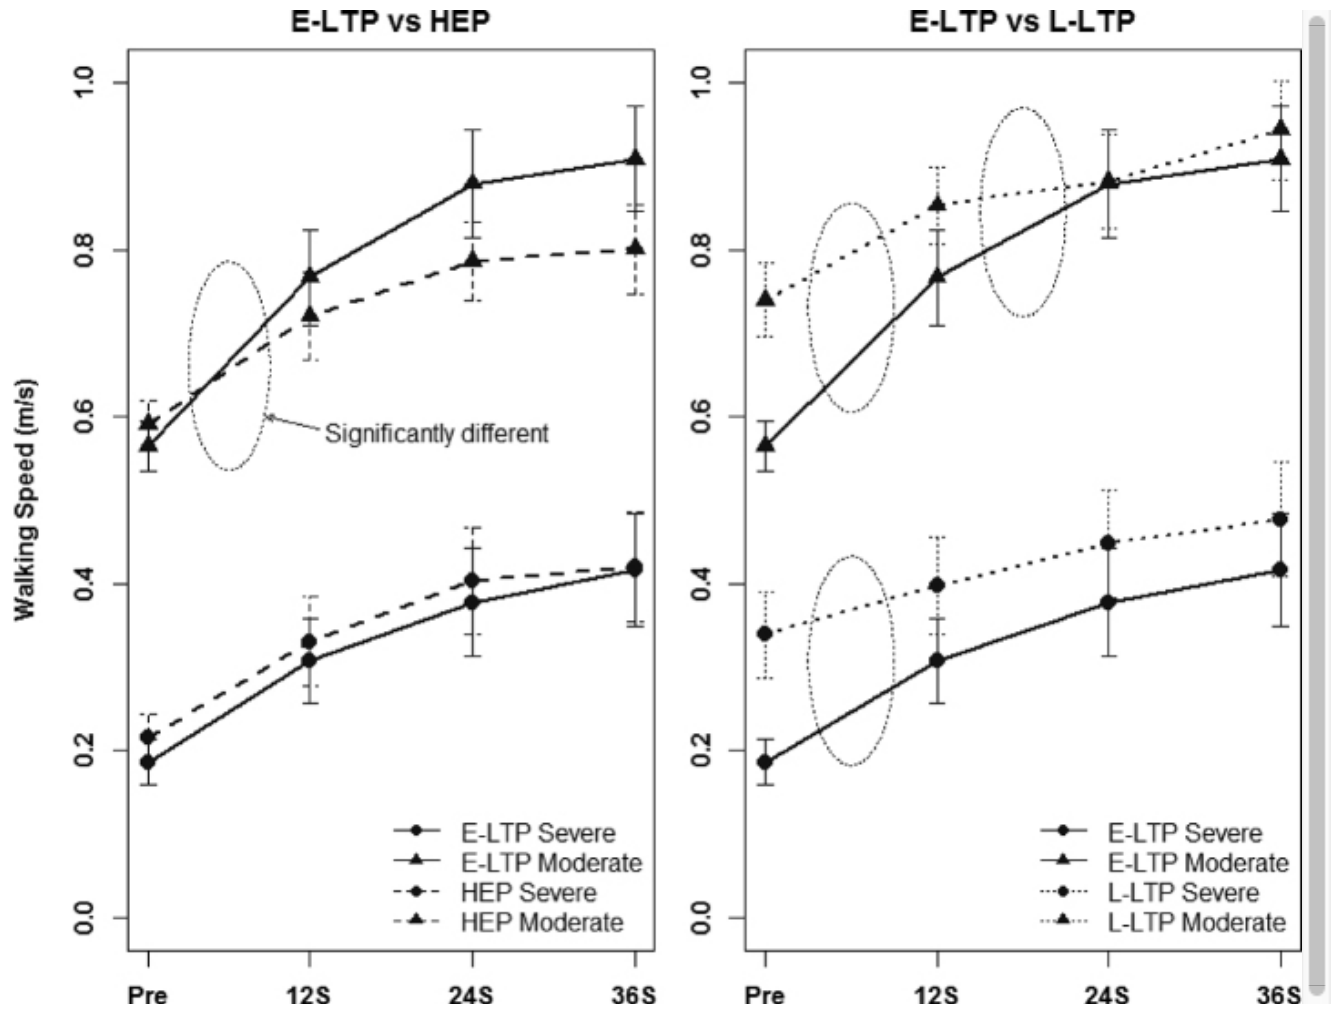 E-LTP vs HEP
E-LTP vs L-LTP
Walking Speed (m/s)
1.0
0.8
0.6
0.4
0.2
0.0
Significantly different
E-LTP Severe
E-LTP Moderate
HEP Severe
HEP Moderate
Pre 12S 24S 36S
1.0
0.8
0.6
0.4
0.2
0.0
E-LTP Severe
E-LTP Moderate
L-LTP Severe
L-LTP Moderate
Pre 12S 24S 36S